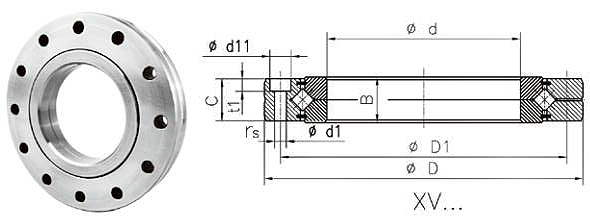 Ø d11
Ø d
C
t1
B
rs
Ø d1
Ø D1
Ø D
XV...